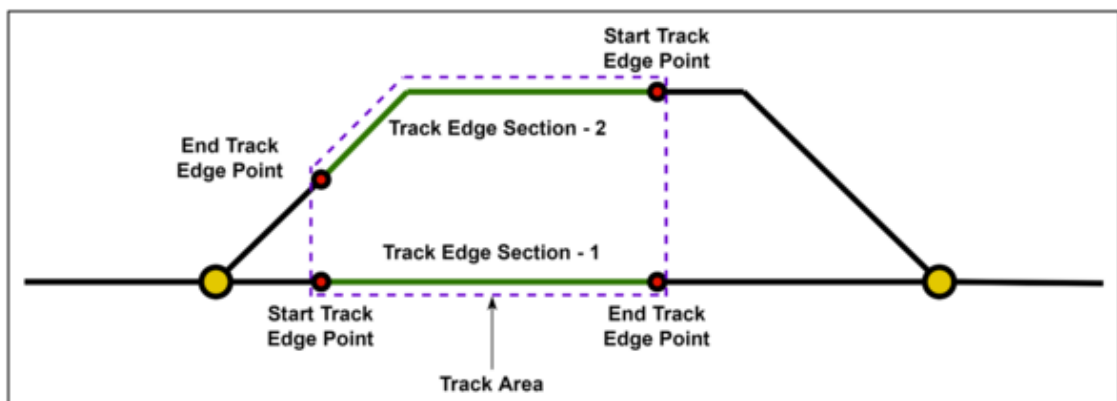 Start Track
Edge Point
Track Edge Section - 2
End Track
Edge Point
Track Edge Section - 1
Start Track
Edge Point
End Track
Edge Point
Track Area